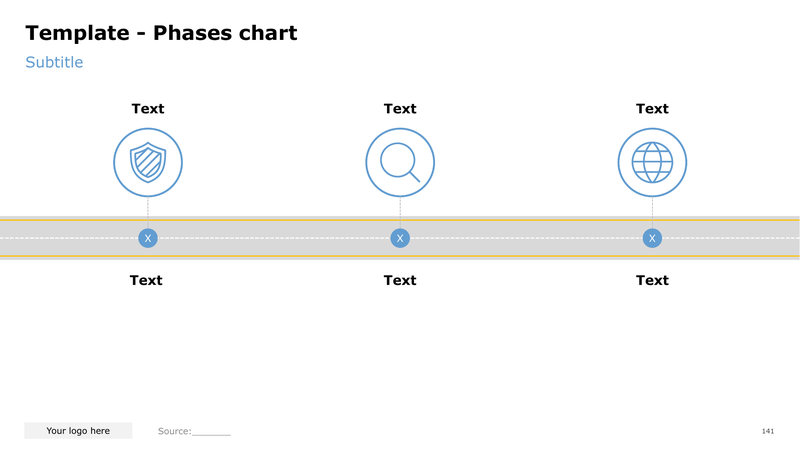 Template - Phases chart
Subtitle
Text
Text
Text
X
X
X
Text
Text
Text
Your logo here
Source:_______
141